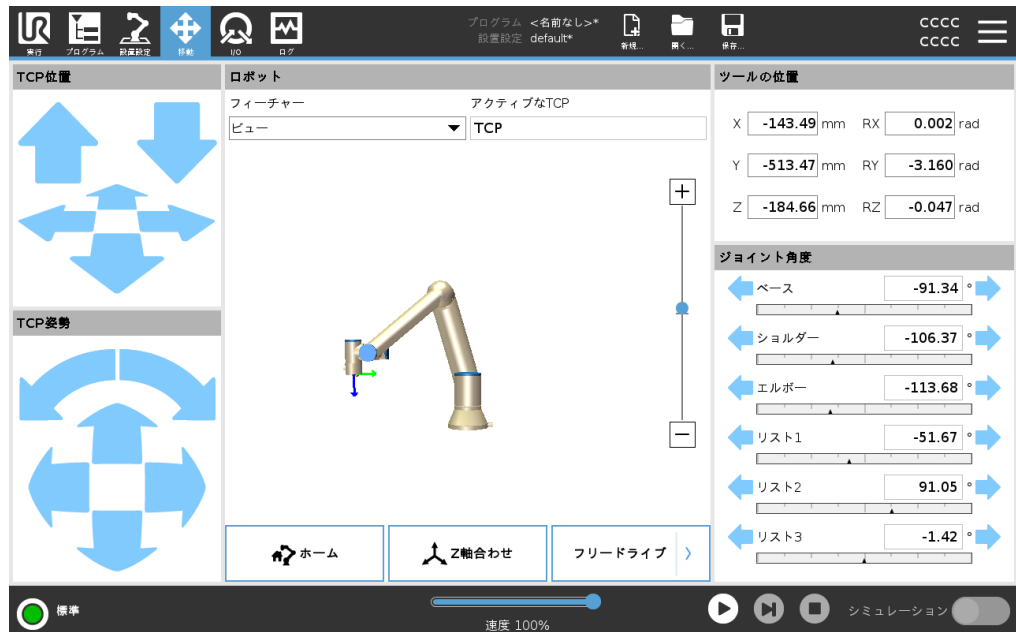 UR
実行
プログラム
設置設定
移動
I/O
ログ
プログラム <名前なし>*
設置設定 default*
新規...
開く...
保存...
CCCC
CCCC
TCP位置
TCP姿勢
ロボット
フィーチャー
アクティブなTCP
ビュー
TCP
+
−
ホーム
Z軸合わせ
フリードライブ
ツールの位置
X -143.49 mm RX 0.002 rad
Y -513.47 mm RY -3.160 rad
Z -184.66 mm RZ -0.047 rad
ジョイント角度
ベース -91.34 °
ショルダー -106.37 °
エルボー -113.68 °
リスト1 -51.67 °
リスト2 91.05 °
リスト3 -1.42 °
標準
速度 100%
シミュレーション